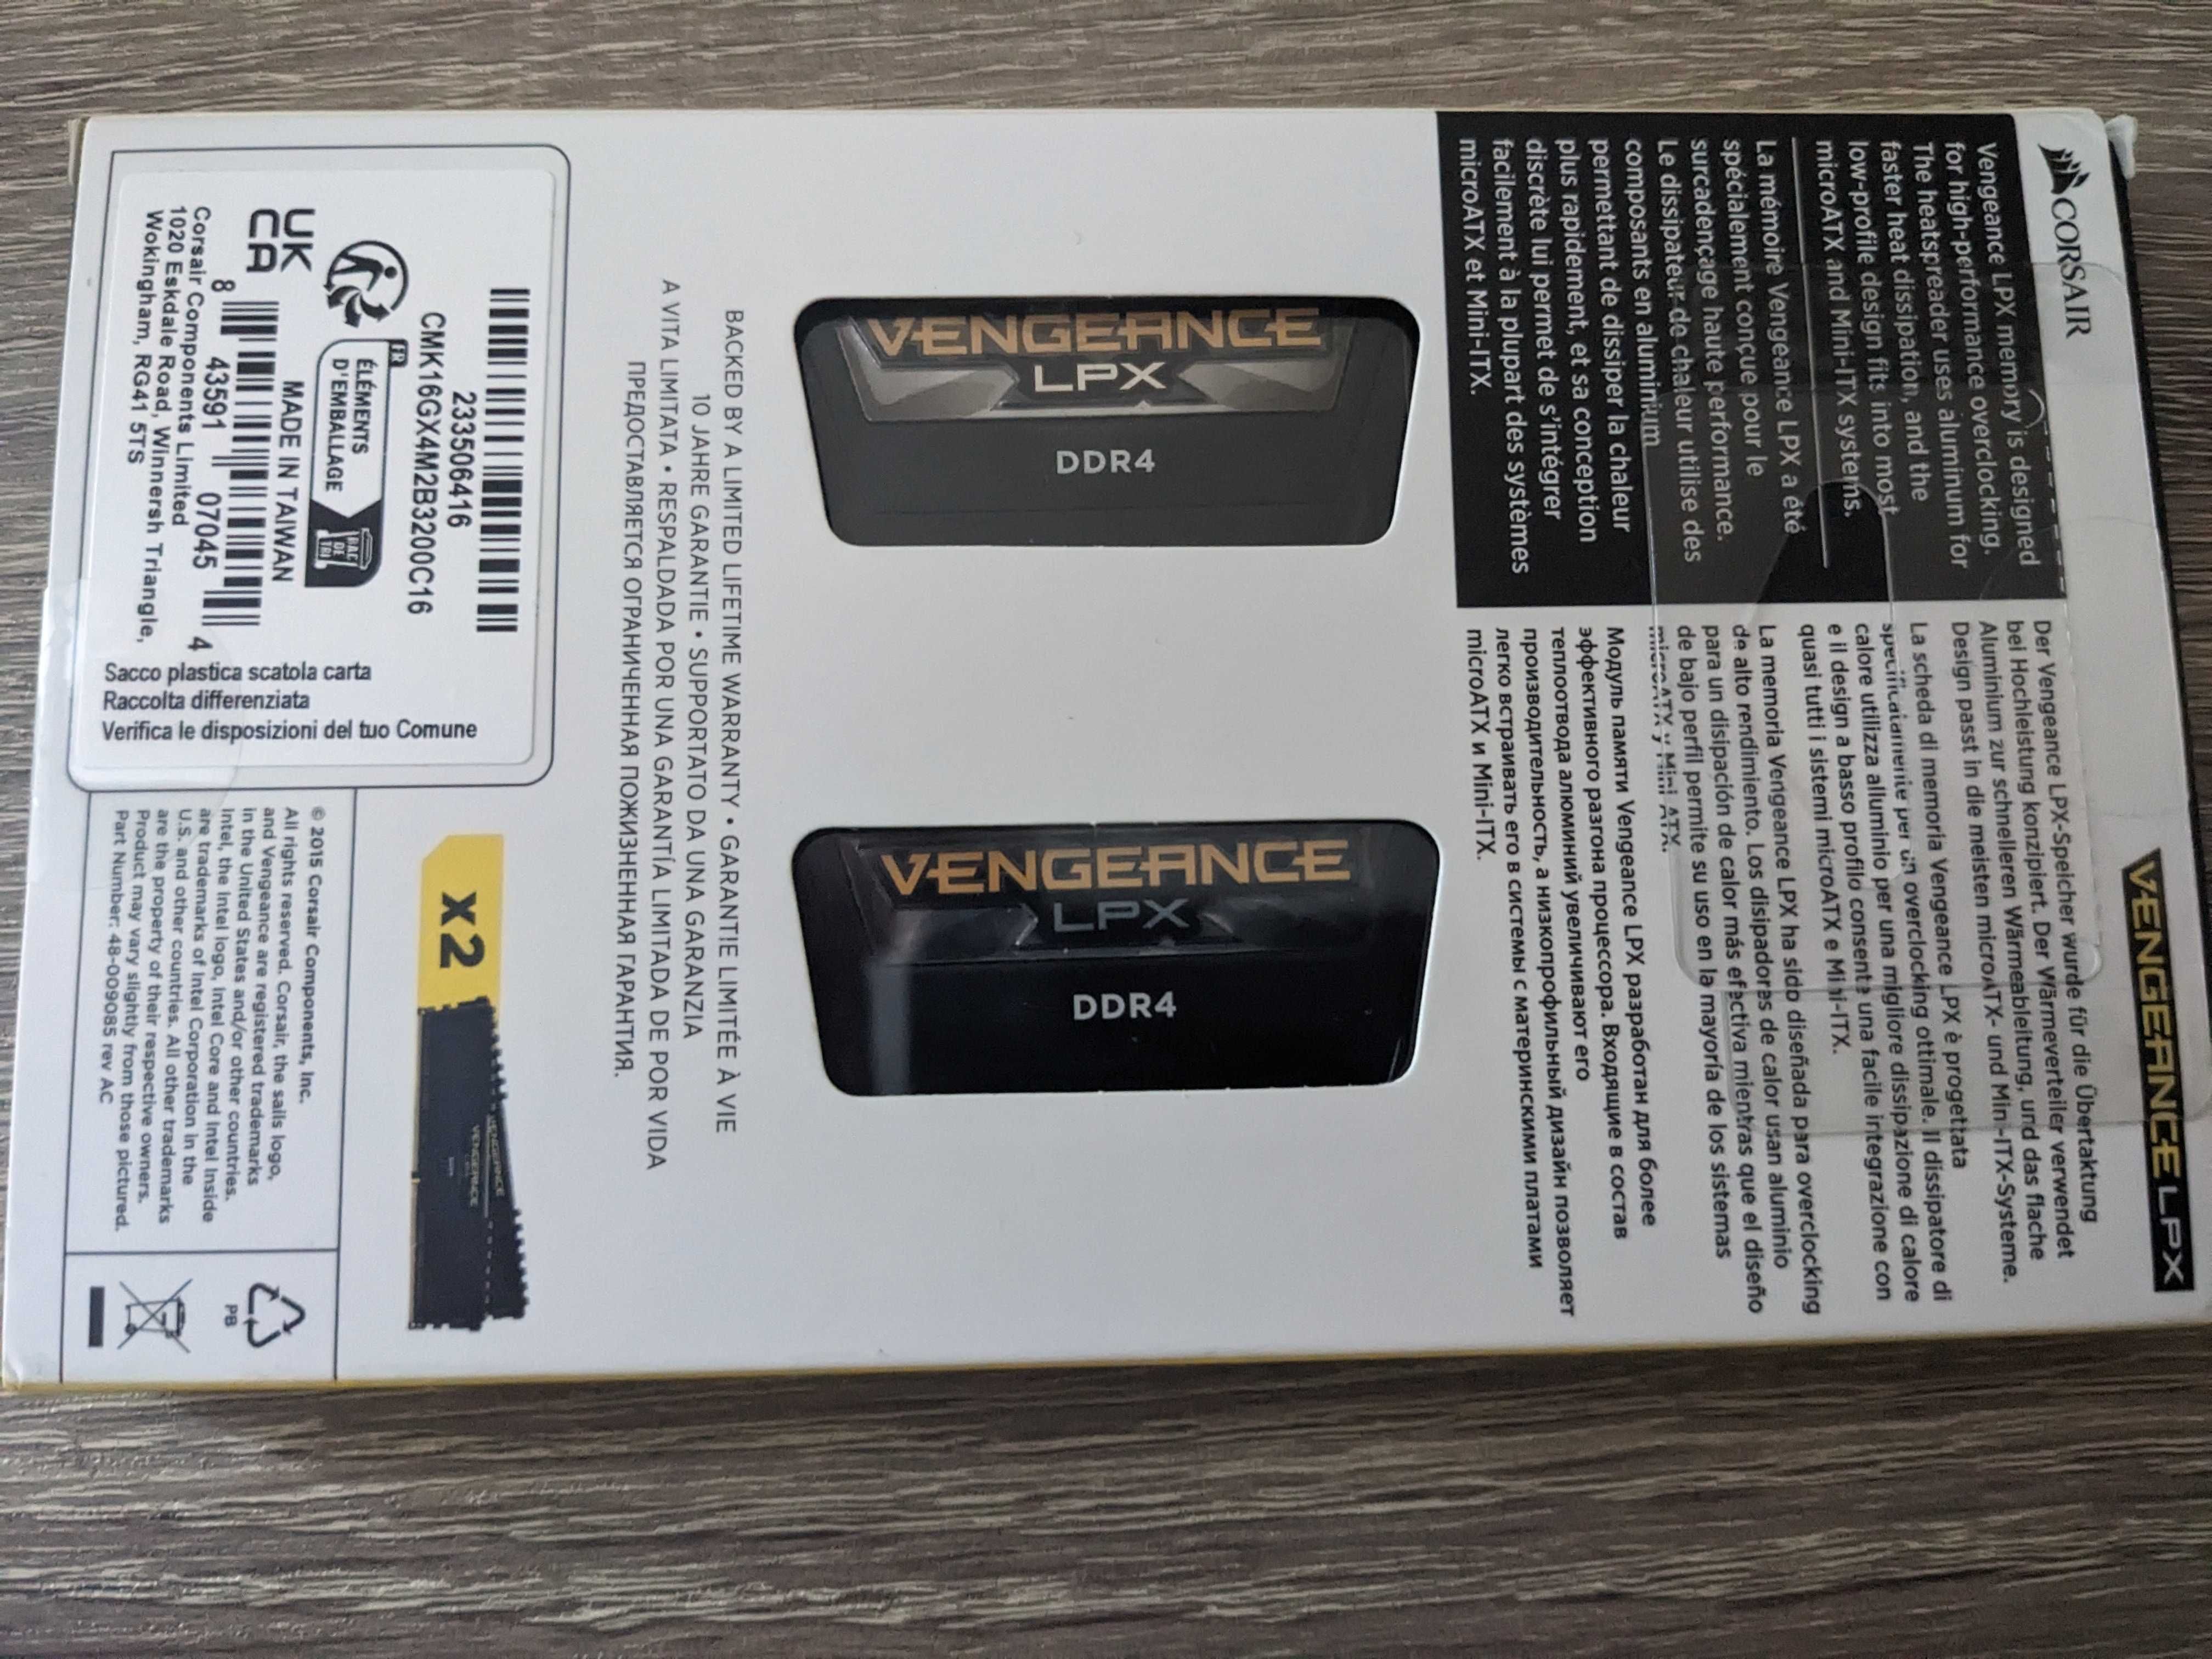 CORSAIR
VENGEANCE LPX
Vengeance LPX memory is designed
for high-performance overclocking.
The heatspreader uses aluminum for
faster heat dissipation, and the
low-profile design fits into most
microATX and Mini-ITX systems.
La mémoire Vengeance LPX a été
spécialement conçue pour le
surcadençage haute performance.
Le dissipateur de chaleur utilise des
composants en aluminium
permettant de dissiper la chaleur
plus rapidement, et sa conception
discrète lui permet de s'intégrer
facilement à la plupart des systèmes
microATX et Mini-ITX.
Der Vengeance LPX-Speicher wurde für die Übertaktung
bei Hochleistung konzipiert. Der Wärmeverteiler verwendet
Aluminium zur schnelleren Wärmeableitung, und das flache
Design passt in die meisten microATX- und Mini-ITX-Systeme.
La scheda di memoria Vengeance LPX è progettata
specificatamente per un overclocking ottimale. Il dissipatore di
calore utilizza alluminio per una migliore dissipazione di calore
e il design a basso profilo consente una facile integrazione con
quasi tutti i sistemi microATX e Mini-ITX.
La memoria Vengeance LPX ha sido diseñada para overclocking
de alto rendimiento. Los disipadores de calor usan aluminio
para un disipación de calor más efectiva mientras que el diseño
de bajo perfil permite su uso en la mayoría de los sistemas
microATX y Mini ATX.
Модуль памяти Vengeance LPX разработан для более
эффективного разгона процессора. Входящие в состав
теплоотвода алюминий увеличивают его
производительность, а низкопрофильный дизайн позволяет
легко встраивать его в системы с материнскими платами
microATX и Mini-ITX.
VENGEANCE
LPX
DDR4
VENGEANCE
LPX
DDR4
BACKED BY A LIMITED LIFETIME WARRANTY • GARANTIE LIMITÉE À VIE
10 JAHRE GARANTIE • SUPPORTATO DA UNA GARANZIA
A VITA LIMITATA • RESPALDADA POR UNA GARANTÍA LIMITADA DE POR VIDA
ПРЕДОСТАВЛЯЕТСЯ ОГРАНИЧЕННАЯ ПОЖИЗНЕННАЯ ГАРАНТИЯ.
233506416
CMK16GX4M2B3200C16
FR
ÉLÉMENTS
D'EMBALLAGE
BAC
DE
TRI
UK
CA
MADE IN TAIWAN
8 43591 07045 4
Corsair Components Limited
1020 Eskdale Road, Winnersh Triangle,
Wokingham, RG41 5TS
Sacco plastica scatola carta
Raccolta differenziata
Verifica le disposizioni del tuo Comune
x2
VENGEANCE
VENGEANCE
© 2015 Corsair Components, Inc.
All rights reserved. Corsair, the sails logo,
and Vengeance are registered trademarks
in the United States and/or other countries.
Intel, the Intel logo, Intel Core and Intel Inside
are trademarks of Intel Corporation in the
U.S. and other countries. All other trademarks
are the property of their respective owners.
Product may vary slightly from those pictured.
Part Number: 48-009085 rev AC
PB